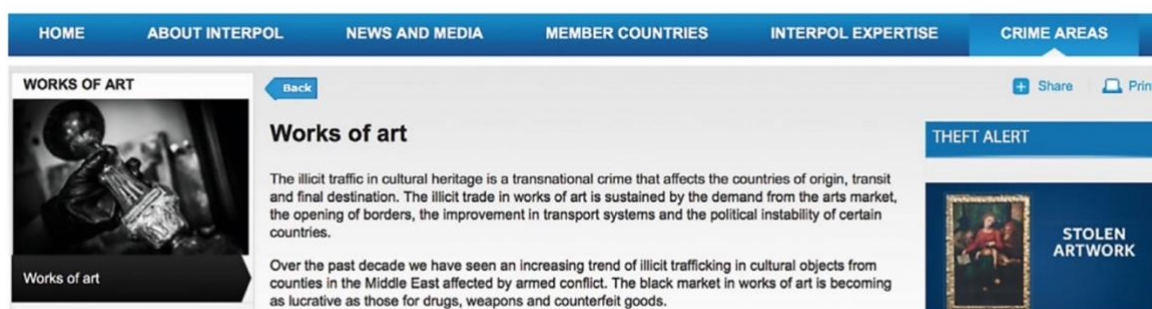 HOME ABOUT INTERPOL NEWS AND MEDIA MEMBER COUNTRIES INTERPOL EXPERTISE CRIME AREAS
WORKS OF ART
Back
Share Prin
Works of art
THEFT ALERT
The illicit traffic in cultural heritage is a transnational crime that affects the countries of origin, transit
and final destination. The illicit trade in works of art is sustained by the demand from the arts market,
the opening of borders, the improvement in transport systems and the political instability of certain
countries.
STOLEN
ARTWORK
Over the past decade we have seen an increasing trend of illicit trafficking in cultural objects from
counties in the Middle East affected by armed conflict. The black market in works of art is becoming
as lucrative as those for drugs, weapons and counterfeit goods.
Works of art